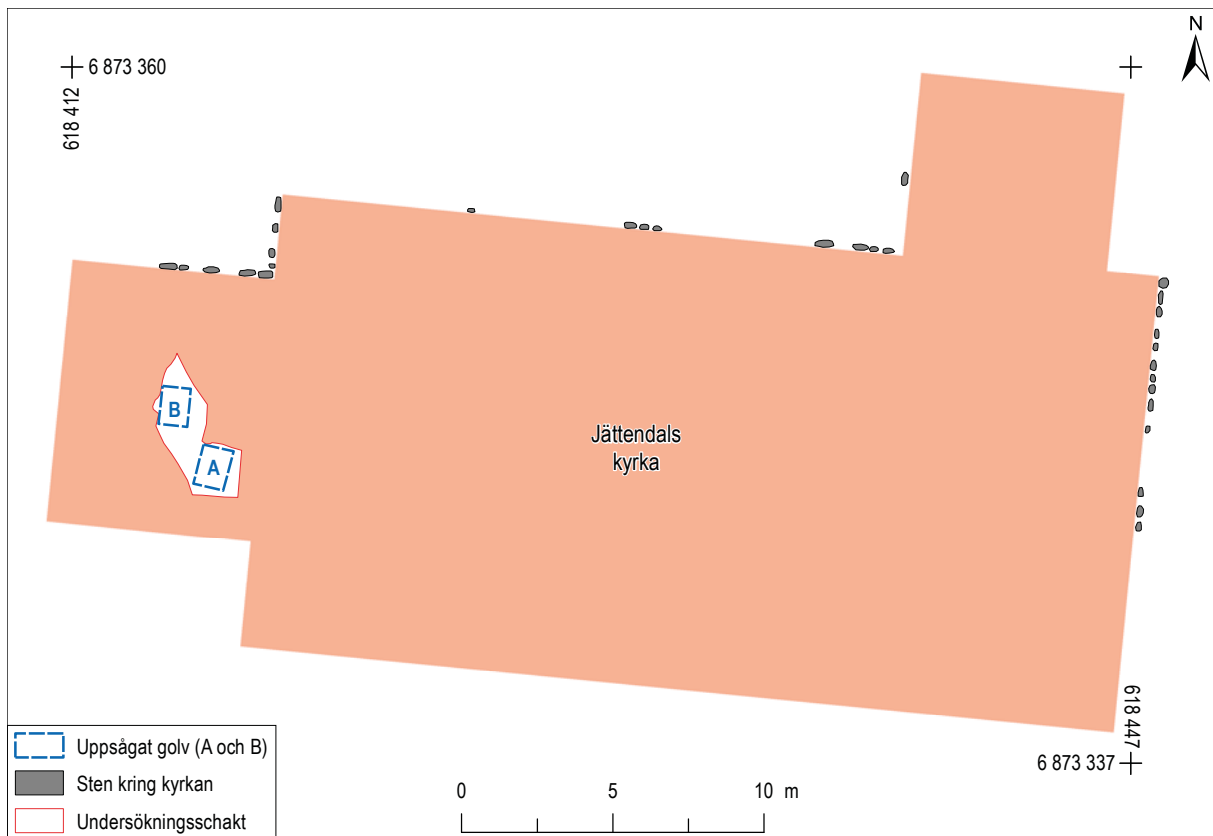 N
6 873 360
618 412
B
A
Jättendals
kyrka
618 447
6 873 337
Uppsågat golv (A och B)
Sten kring kyrkan
Undersökningsschakt
0 5 10 m